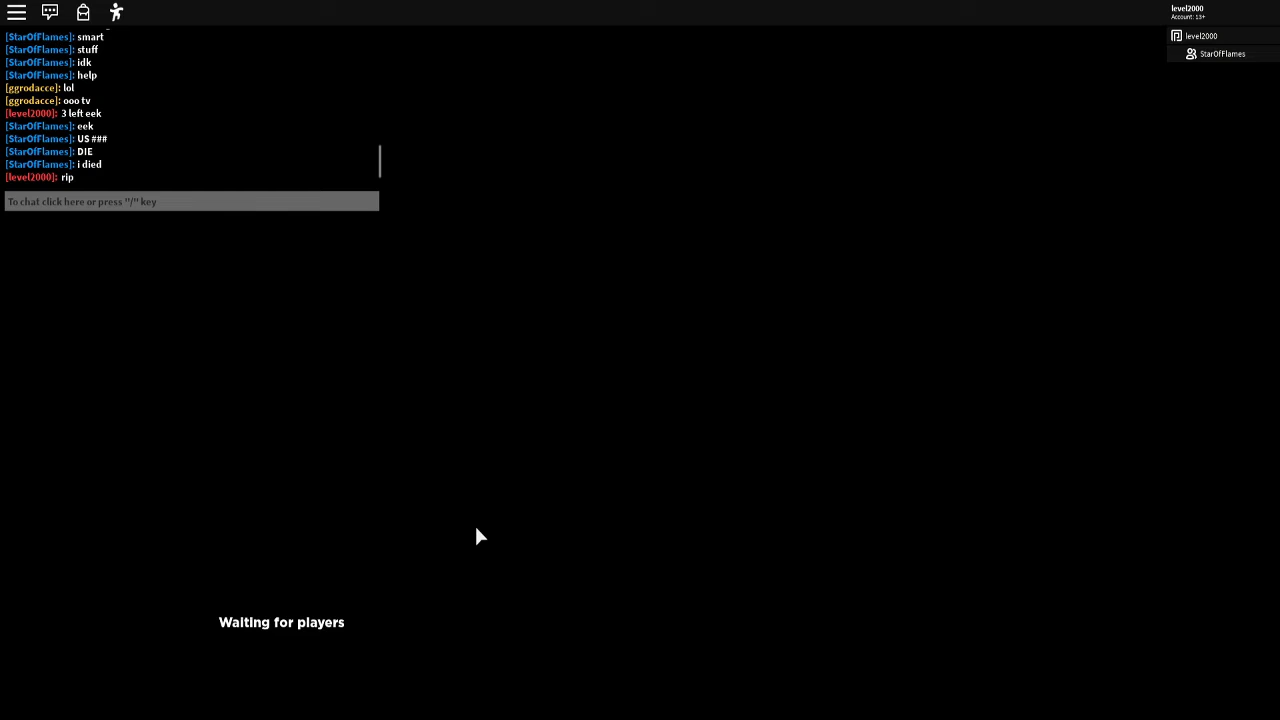 level2000
Account: 13+
[StarOfFlames]: smart
[StarOfFlames]: stuff
[StarOfFlames]: idk
[StarOfFlames]: help
[ggrodacce]: lol
[ggrodacce]: ooo tv
[level2000]: 3 left eek
[StarOfFlames]: eek
[StarOfFlames]: US ###
[StarOfFlames]: DIE
[StarOfFlames]: i died
[level2000]: rip
To chat click here or press "/" key
level2000
StarOfFlames
Waiting for players